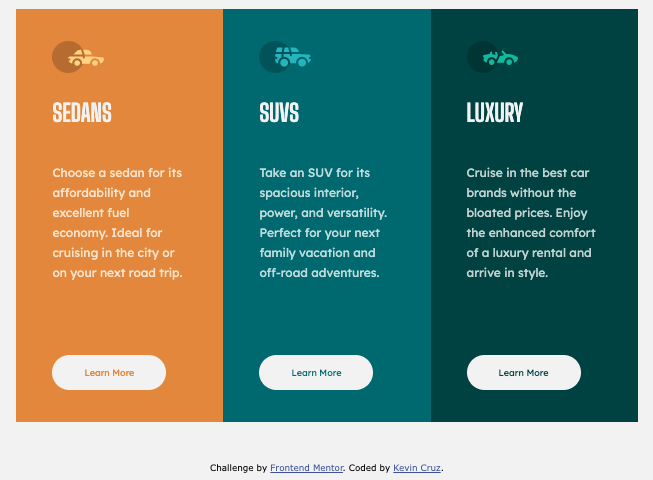 SEDANS
Choose a sedan for its
affordability and
excellent fuel
economy. Ideal for
cruising in the city or
on your next road trip.
Learn More
SUVS
Take an SUV for its
spacious interior,
power, and versatility.
Perfect for your next
family vacation and
off-road adventures.
Learn More
LUXURY
Cruise in the best car
brands without the
bloated prices. Enjoy
the enhanced comfort
of a luxury rental and
arrive in style.
Learn More
Challenge by Frontend Mentor. Coded by Kevin Cruz.